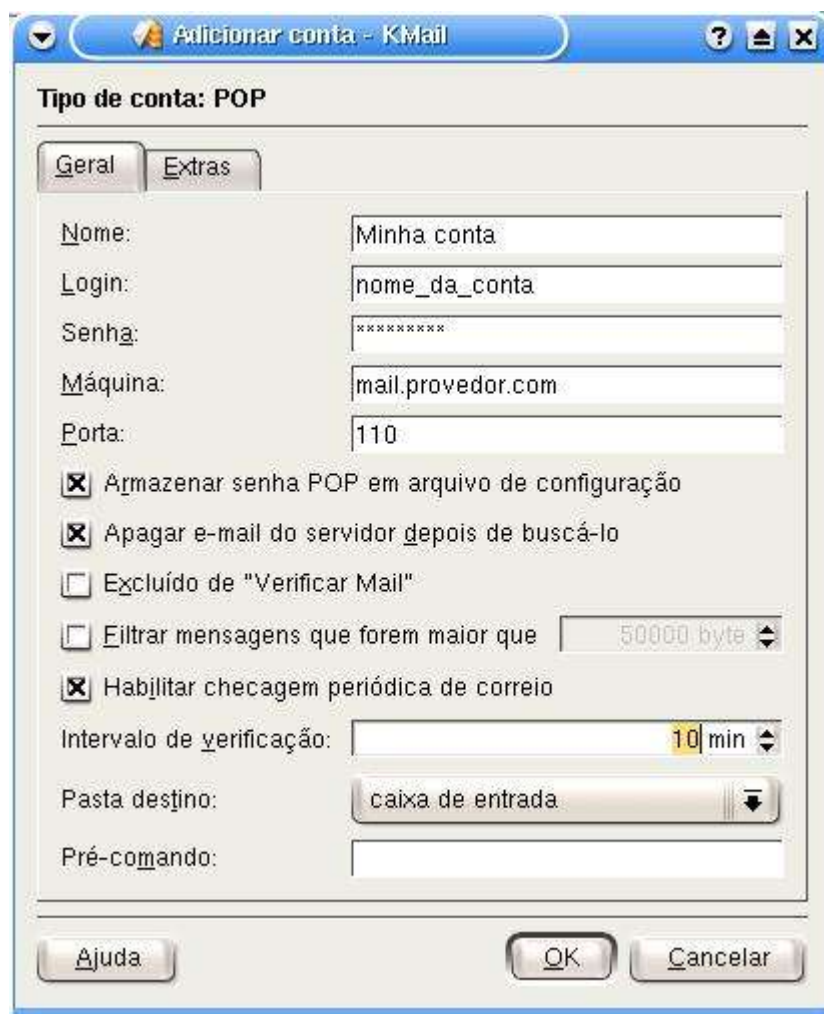 Adicionar conta - KMail
Tipo de conta: POP
Geral Extras
Nome: Minha conta
Login: nome_da_conta
Senha: *********
Máquina: mail.provedor.com
Porta: 110
Armazenar senha POP em arquivo de configuração
Apagar e-mail do servidor depois de buscá-lo
Excluído de "Verificar Mail"
Filtrar mensagens que forem maior que 50000 byte
Habilitar checagem periódica de correio
Intervalo de verificação: 10 min
Pasta destino: caixa de entrada
Pré-comando:
Ajuda OK Cancelar